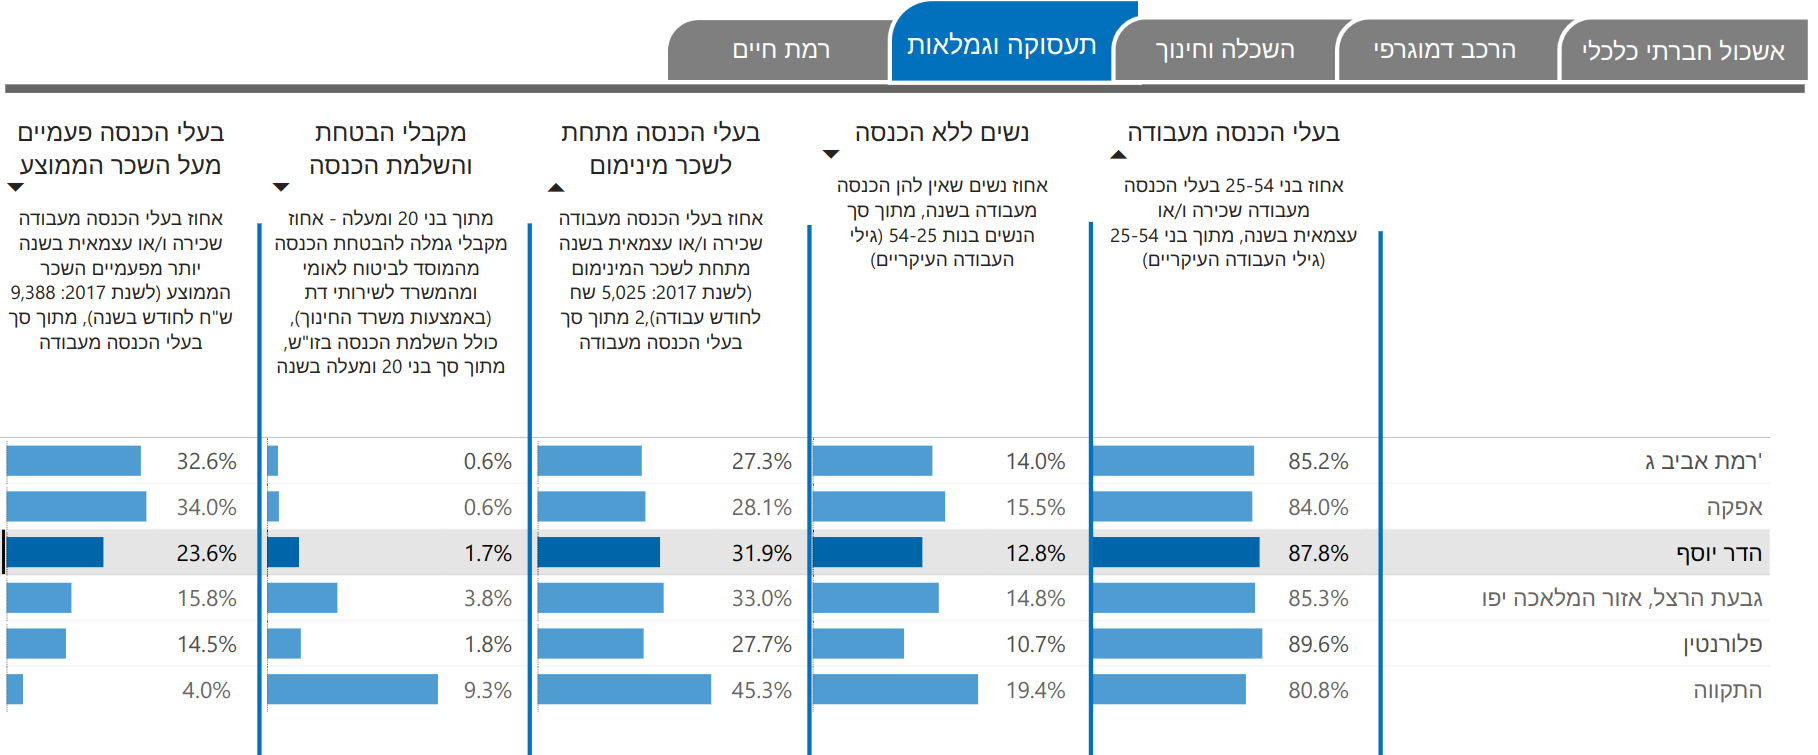 אשכול חברתי כלכלי
הרכב דמוגרפי
השכלה וחינוך
תעסוקה וגמלאות
רמת חיים
בעלי הכנסה מעבודה
אחוז בני 25-54 בעלי הכנסה
מעבודה שכירה ו/או
עצמאית בשנה, מתוך בני 25-54
(גילי העבודה העיקריים)
נשים ללא הכנסה
אחוז נשים שאין להן הכנסה
מעבודה בשנה, מתוך סך
הנשים בנות 54-25 (גילי
העבודה העיקריים)
בעלי הכנסה מתחת
לשכר מינימום
אחוז בעלי הכנסה מעבודה
שכירה ו/או עצמאית בשנה
מתחת לשכר המינימום
(לשנת 2017: 5,025 שח
לחודש עבודה),2 מתוך סך
בעלי הכנסה מעבודה
מקבלי הבטחת
והשלמת הכנסה
מתוך בני 20 ומעלה - אחוז
מקבלי גמלה להבטחת הכנסה
מהמוסד לביטוח לאומי
ומהמשרד לשירותי דת
(באמצעות משרד החינוך),
כולל השלמת הכנסה בזו"ש,
מתוך סך בני 20 ומעלה בשנה
בעלי הכנסה פעמיים
מעל השכר הממוצע
אחוז בעלי הכנסה מעבודה
שכירה ו/או עצמאית בשנה
יותר מפעמיים השכר
הממוצע (לשנת 2017: 9,388
ש"ח לחודש בשנה), מתוך סך
בעלי הכנסה מעבודה
'רמת אביב ג 85.2% 14.0% 27.3% 0.6% 32.6%
אפקה 84.0% 15.5% 28.1% 0.6% 34.0%
הדר יוסף 87.8% 12.8% 31.9% 1.7% 23.6%
גבעת הרצל, אזור המלאכה יפו 85.3% 14.8% 33.0% 3.8% 15.8%
פלורנטין 89.6% 10.7% 27.7% 1.8% 14.5%
התקווה 80.8% 19.4% 45.3% 9.3% 4.0%